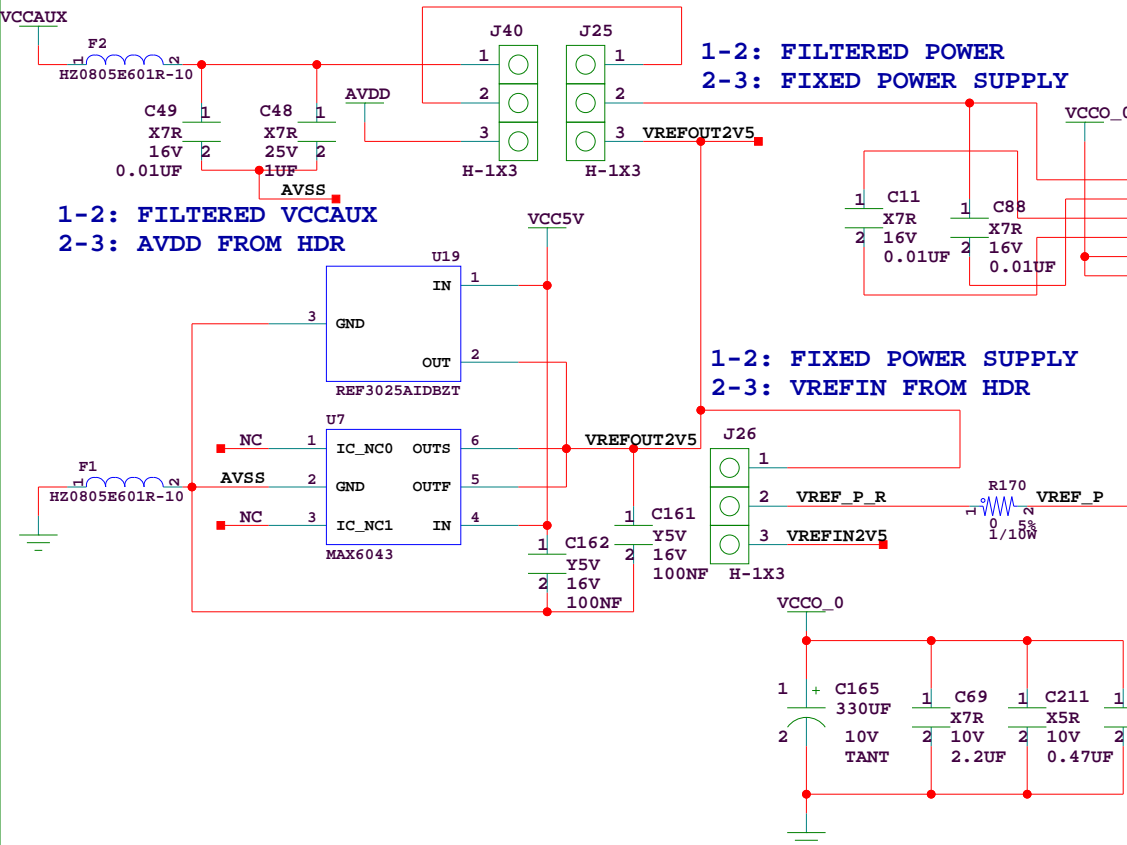 VCCAUX
F2
1 2
HZ0805E601R-10
J40
1
2
3
H-1X3
J25
1
2
3
H-1X3
1-2: FILTERED POWER
2-3: FIXED POWER SUPPLY
AVDD
VREFOUT2V5
VCCO_0
C49
X7R
16V
0.01UF
1
2
C48
X7R
25V
1UF
1
2
AVSS
1-2: FILTERED VCCAUX
2-3: AVDD FROM HDR
C11
X7R
16V
0.01UF
1
2
C88
X7R
16V
0.01UF
1
2
VCC5V
U19
IN 1
3 GND
OUT 2
REF3025AIDBZT
1-2: FIXED POWER SUPPLY
2-3: VREFIN FROM HDR
U7
NC 1 IC_NC0 OUTS 6
AVSS 2 GND OUTF 5
NC 3 IC_NC1 IN 4
MAX6043
VREFOUT2V5
F1
1 2
HZ0805E601R-10
C162
Y5V
16V
100NF
1
2
C161
Y5V
16V
100NF
1
2
J26
1
2 VREF_P_R
3 VREFIN2V5
H-1X3
R170
1 2
0 5%
1/10W
VREF_P
VCCO_0
1 + C165
330UF
2 10V
TANT
1 C69
X7R
2 10V
2.2UF
1 C211
X5R
2 10V
0.47UF
1
2